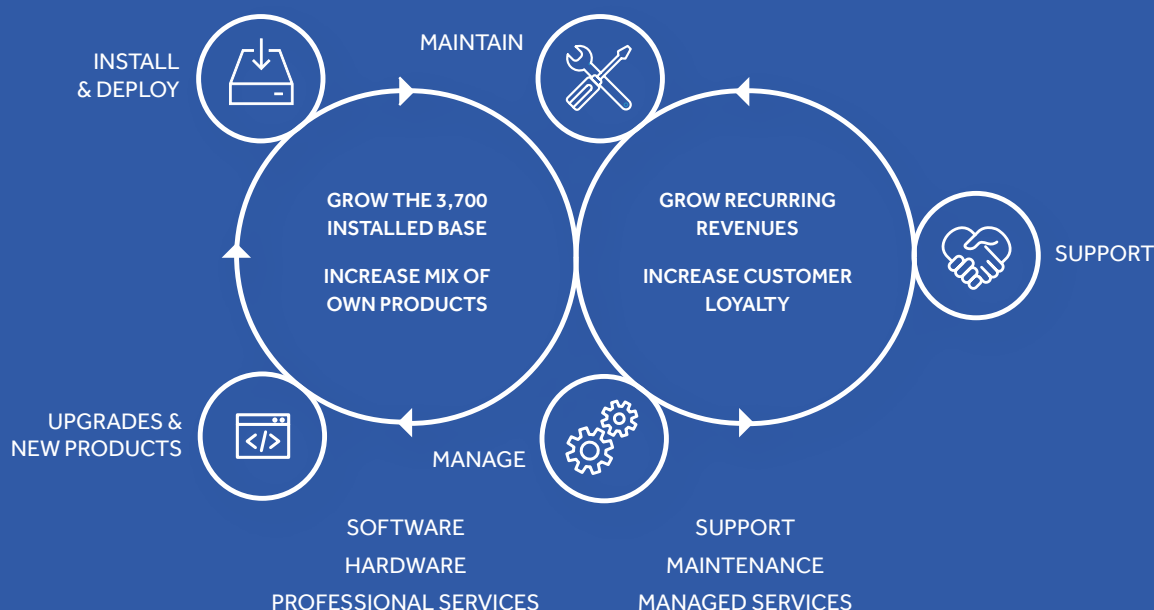 INSTALL
& DEPLOY
MAINTAIN
GROW THE 3,700
INSTALLED BASE
INCREASE MIX OF
OWN PRODUCTS
GROW RECURRING
REVENUES
INCREASE CUSTOMER
LOYALTY
SUPPORT
UPGRADES &
NEW PRODUCTS
</>
MANAGE
SOFTWARE
HARDWARE
PROFESSIONAL SERVICES
SUPPORT
MAINTENANCE
MANAGED SERVICES